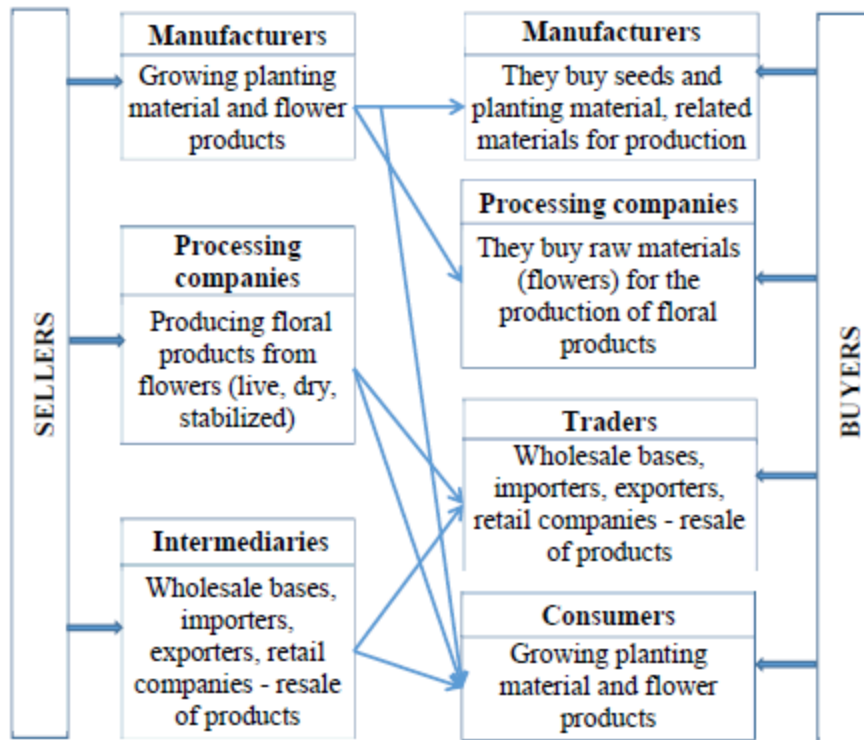 SELLERS
Manufacturers
Growing planting
material and flower
products
Processing
companies
Producing floral
products from
flowers (live, dry,
stabilized)
Intermediaries
Wholesale bases,
importers,
exporters, retail
companies - resale
of products
Manufacturers
They buy seeds and
planting material, related
materials for production
Processing companies
They buy raw materials
(flowers) for the
production of floral
products
Traders
Wholesale bases,
importers, exporters,
retail companies - resale
of products
Consumers
Growing planting
material and flower
products
BUYERS